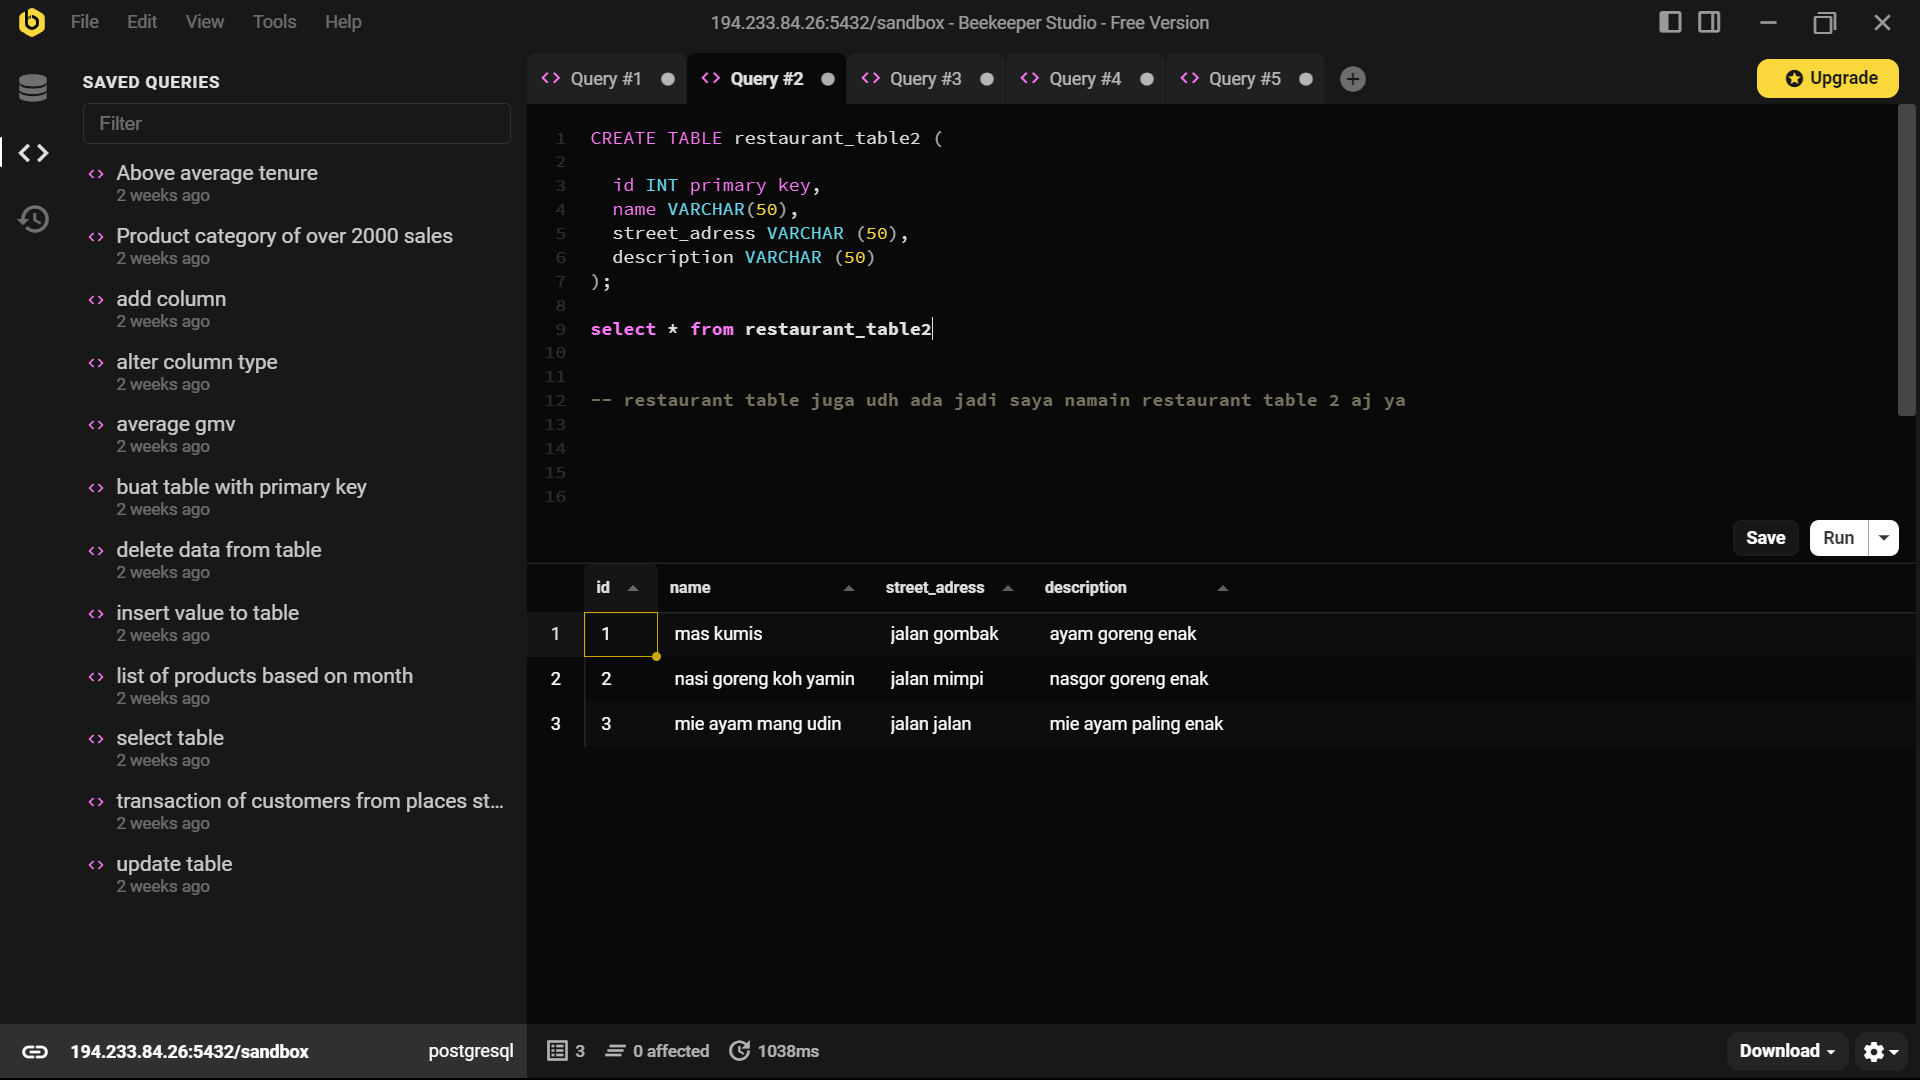 File Edit View Tools Help
194.233.84.26:5432/sandbox - Beekeeper Studio - Free Version
SAVED QUERIES
Filter
Above average tenure
2 weeks ago
Product category of over 2000 sales
2 weeks ago
add column
2 weeks ago
alter column type
2 weeks ago
average gmv
2 weeks ago
buat table with primary key
2 weeks ago
delete data from table
2 weeks ago
insert value to table
2 weeks ago
list of products based on month
2 weeks ago
select table
2 weeks ago
transaction of customers from places st...
2 weeks ago
update table
2 weeks ago
194.233.84.26:5432/sandbox postgresql
Query #1 Query #2 Query #3 Query #4 Query #5
Upgrade
1 CREATE TABLE restaurant_table2 (
2
3 id INT primary key,
4 name VARCHAR(50),
5 street_adress VARCHAR (50),
6 description VARCHAR (50)
7 );
8
9 select * from restaurant_table2
10
11
12 -- restaurant table juga udh ada jadi saya namain restaurant table 2 aj ya
13
14
15
16
Save Run
id name street_adress description
1 1 mas kumis jalan gombak ayam goreng enak
2 2 nasi goreng koh yamin jalan mimpi nasgor goreng enak
3 3 mie ayam mang udin jalan jalan mie ayam paling enak
3 0 affected 1038ms
Download